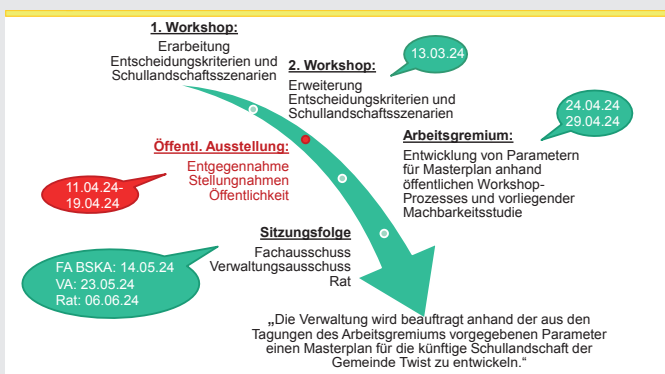 1. Workshop:
Erarbeitung
Entscheidungskriterien und
Schullandschaftsszenarien
2. Workshop:
Erweiterung
Entscheidungskriterien und
Schullandschaftsszenarien
13.03.24
Öffentl. Ausstellung:
Entgegennahme
Stellungnahmen
Öffentlichkeit
11.04.24-
19.04.24
Arbeitsgremium:
Entwicklung von Parametern
für Masterplan anhand
öffentlichen Workshop-
Prozesses und vorliegender
Machbarkeitsstudie
24.04.24
29.04.24
Sitzungsfolge
Fachausschuss
Verwaltungsausschuss
Rat
FA BSKA: 14.05.24
VA: 23.05.24
Rat: 06.06.24
„Die Verwaltung wird beauftragt anhand der aus den
Tagungen des Arbeitsgremiums vorgegebenen Parameter
einen Masterplan für die künftige Schullandschaft der
Gemeinde Twist zu entwickeln.“